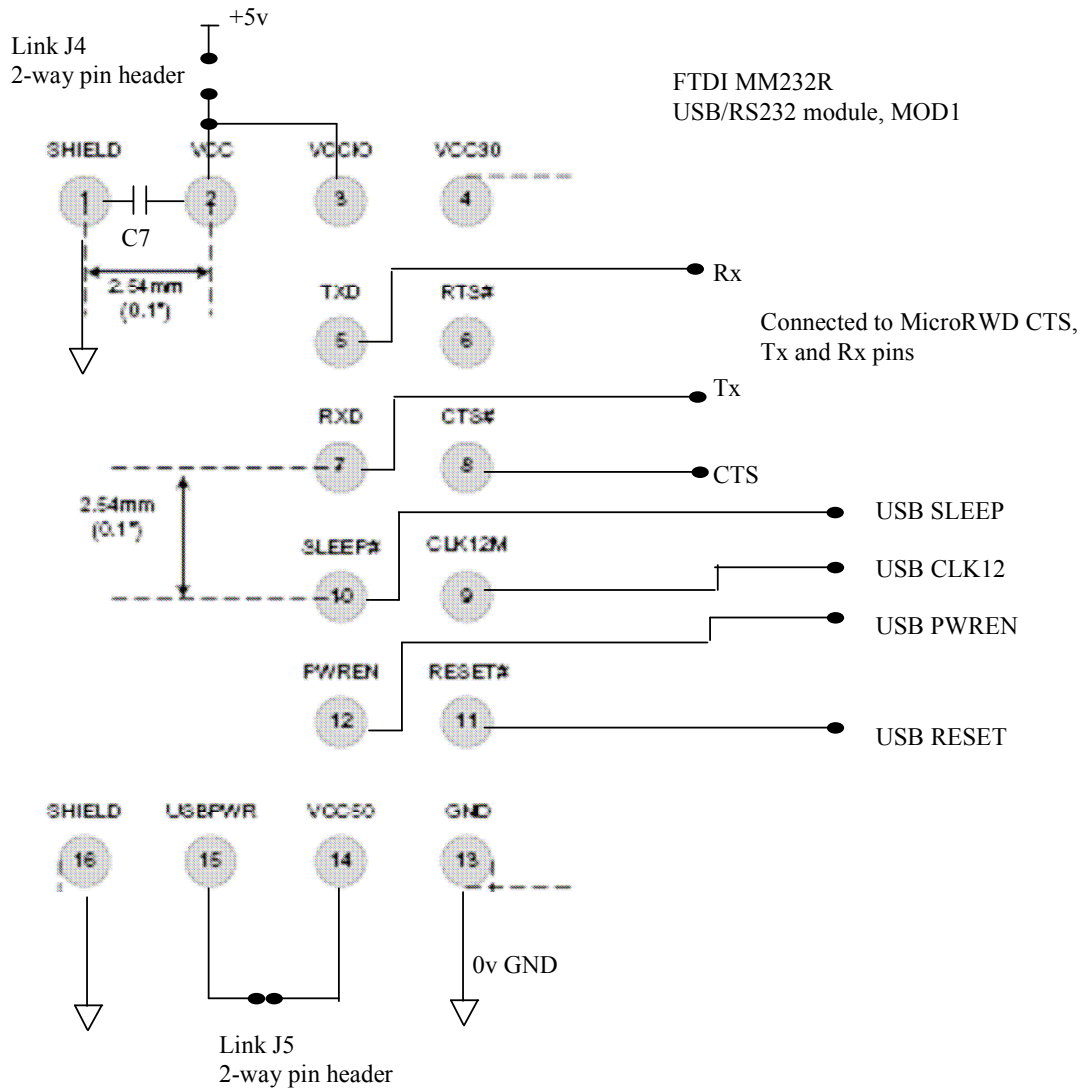 +5v
Link J4
2-way pin header
FTDI MM232R
USB/RS232 module, MOD1
SHIELD
VCC
VCCIO
VCC30
1
2
3
4
C7
2.54mm
(0.1")
TXD
RTS#
Rx
5
6
Connected to MicroRWD CTS,
Tx and Rx pins
RXD
CTS#
Tx
7
8
CTS
2.54mm
(0.1")
USB SLEEP
SLEEP#
CLK12M
USB CLK12
10
9
USB PWREN
PWREN
RESET#
12
11
USB RESET
SHIELD
USBPWR
VCC50
GND
16
15
14
13
0v GND
Link J5
2-way pin header